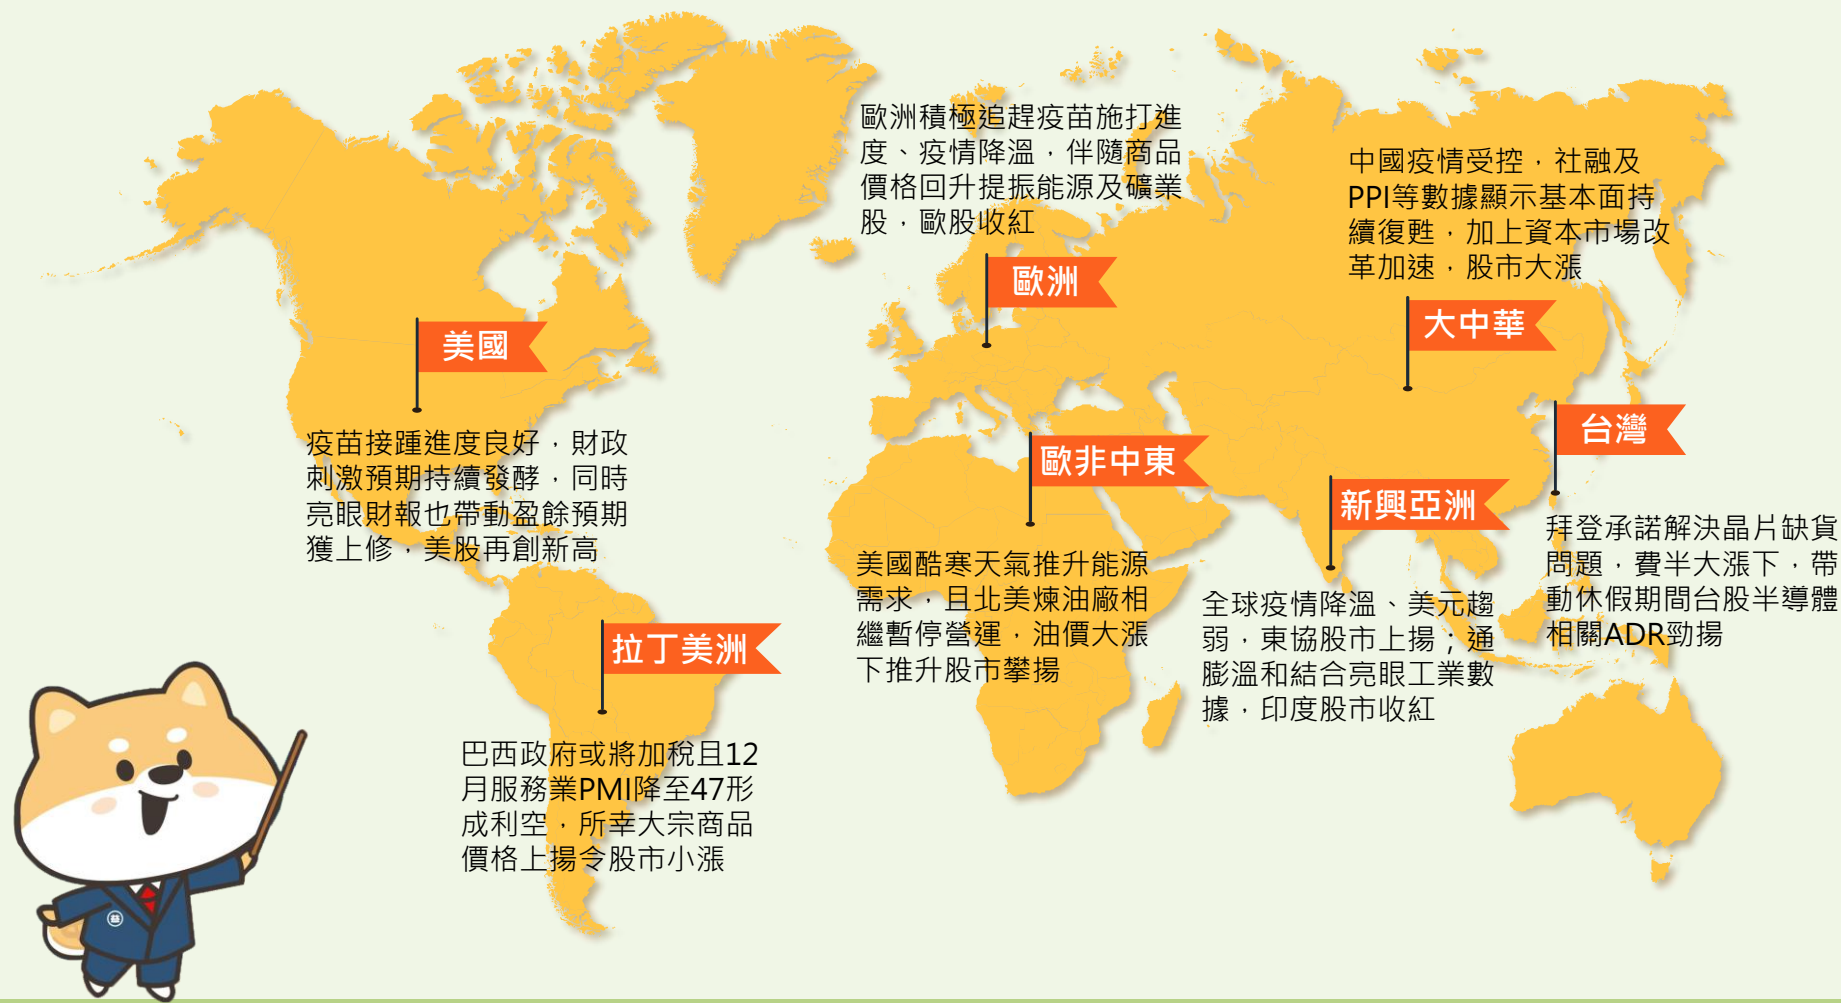 歐洲積極追趕疫苗施打進
度、疫情降溫，伴隨商品
價格回升提振能源及礦業
股，歐股收紅
歐洲
中國疫情受控，社融及
PPI等數據顯示基本面持
續復甦，加上資本市場改
革加速，股市大漲
大中華
美國
疫苗接踵進度良好，財政
刺激預期持續發酵，同時
亮眼財報也帶動盈餘預期
獲上修，美股再創新高
歐非中東
美國酷寒天氣推升能源
需求，且北美煉油廠相
繼暫停營運，油價大漲
下推升股市攀揚
新興亞洲
全球疫情降溫、美元趨
弱，東協股市上揚；通
膨溫和結合亮眼工業數
據，印度股市收紅
台灣
拜登承諾解決晶片缺貨
問題，費半大漲下，帶
動休假期間台股半導體
相關ADR勁揚
拉丁美洲
巴西政府或將加稅且12
月服務業PMI降至47形
成利空，所幸大宗商品
價格上揚令股市小漲